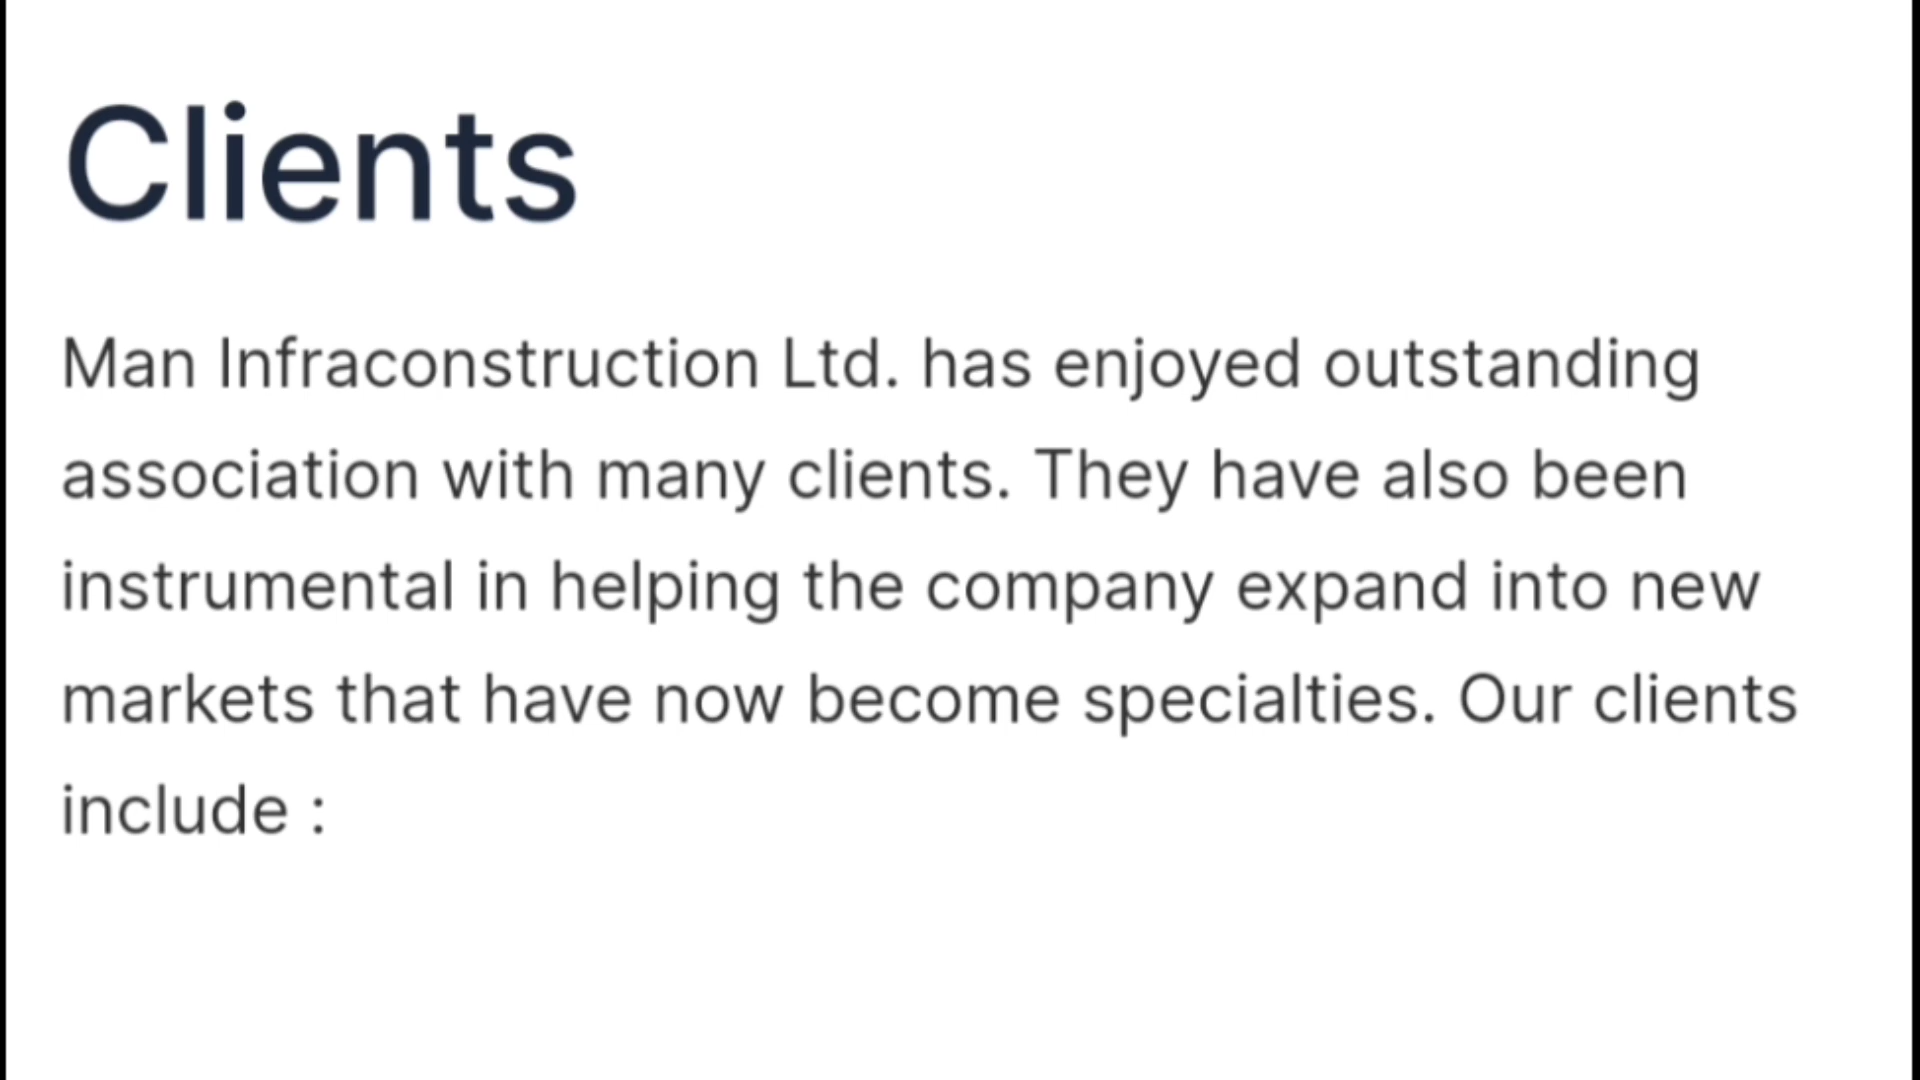 Clients
Man Infraconstruction Ltd. has enjoyed outstanding
association with many clients. They have also been
instrumental in helping the company expand into new
markets that have now become specialties. Our clients
include :